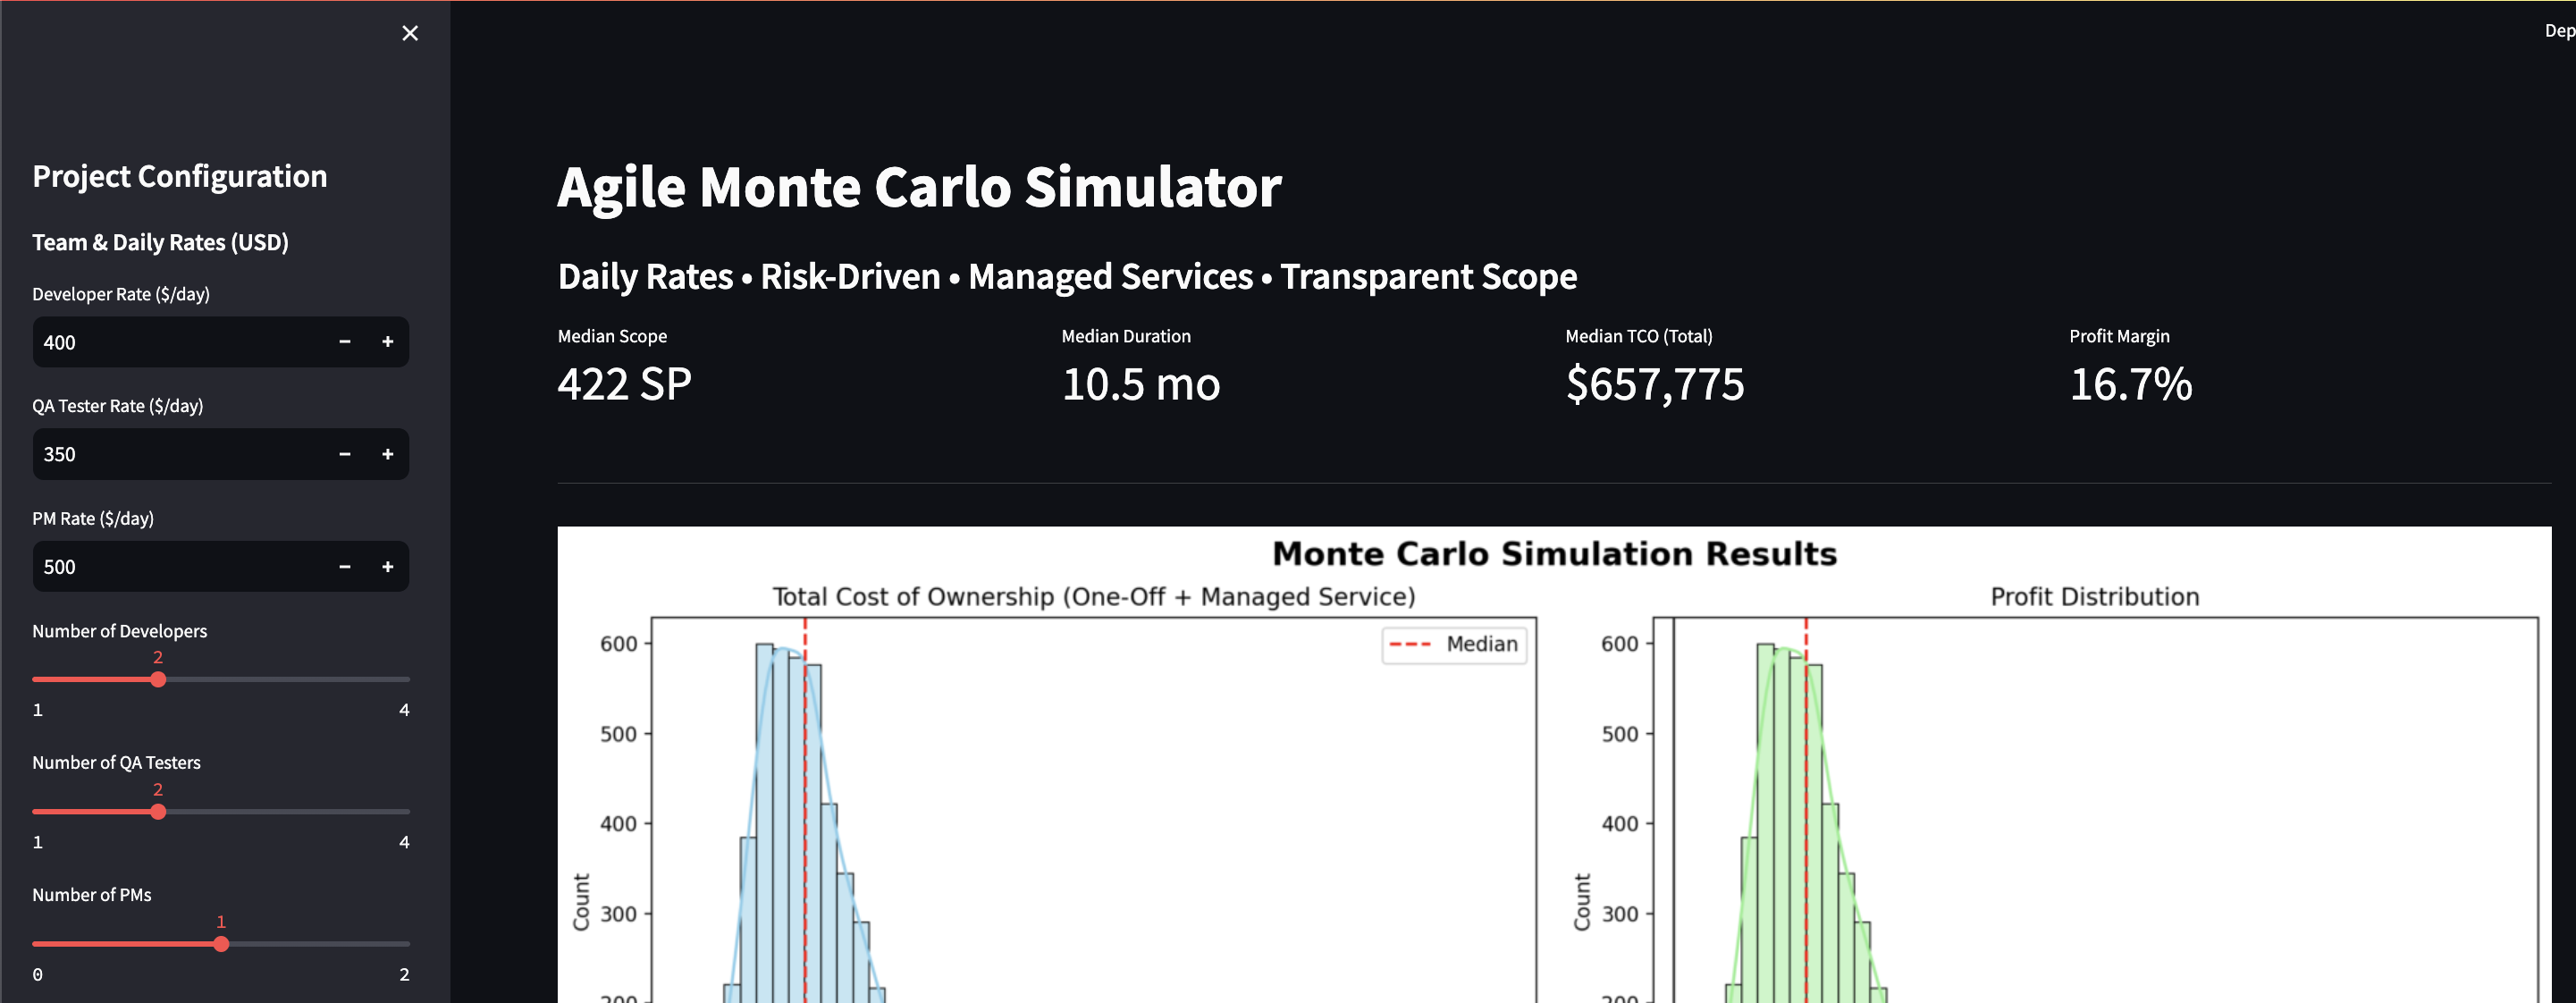 Dep
Project Configuration
Team & Daily Rates (USD)
Developer Rate ($/day)
400
QA Tester Rate ($/day)
350
PM Rate ($/day)
500
Number of Developers
2
1 4
Number of QA Testers
2
1 4
Number of PMs
1
0 2
Agile Monte Carlo Simulator
Daily Rates • Risk-Driven • Managed Services • Transparent Scope
Median Scope
422 SP
Median Duration
10.5 mo
Median TCO (Total)
$657,775
Profit Margin
16.7%
Monte Carlo Simulation Results
Total Cost of Ownership (One-Off + Managed Service)
Median
600
500
400
300
200
Count
Profit Distribution
600
500
400
300
200
Count